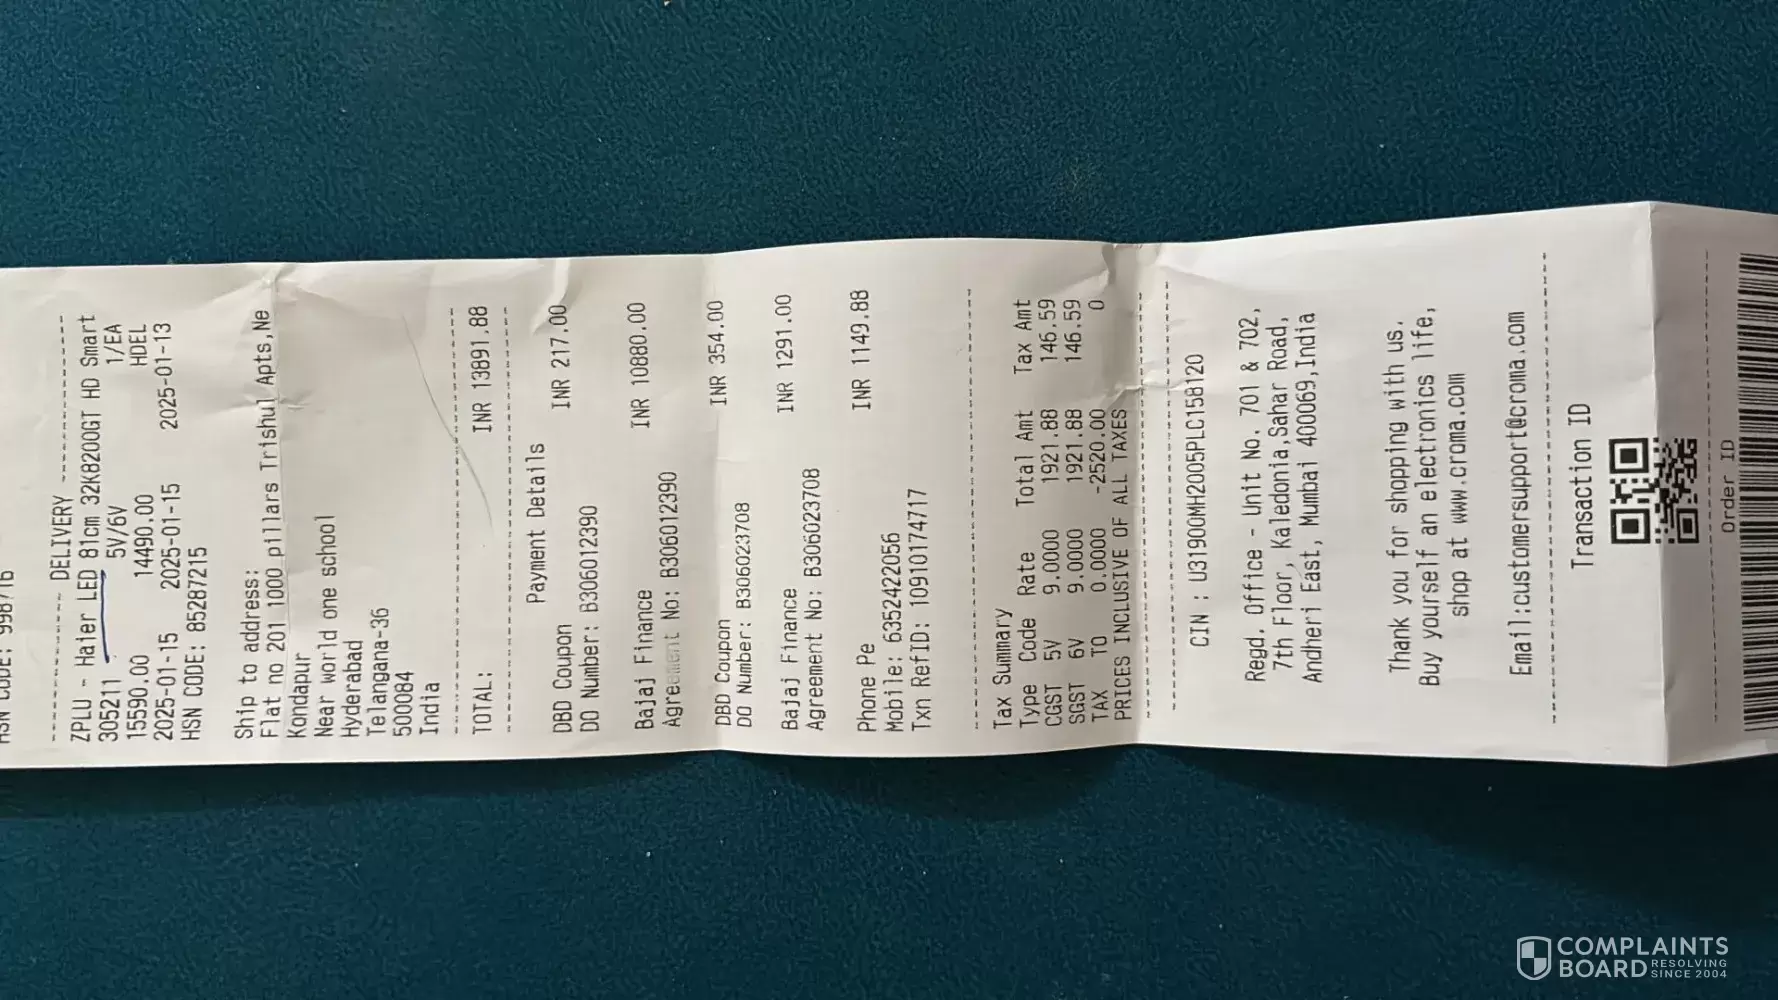 HSN CODE: 998716
---------- DELIVERY ----------
ZPLU - Haier LED 81cm 32K8200GT HD Smart
305211 5V/6V 1/EA
15590.00 14490.00 HDEL
2025-01-15 2025-01-15 2025-01-13
HSN CODE: 85287215
Ship to address:
Flat no 201 1000 pillars Trishul Apts,Ne
Kondapur
Near world one school
Hyderabad
Telangana-36
500084
India
TOTAL: INR 13891.88
Payment Details
DBD Coupon INR 217.00
DO Number: B306012390
Bajaj Finance INR 10880.00
Agreement No: B306012390
DBD Coupon INR 354.00
DO Number: B306023708
Bajaj Finance INR 1291.00
Agreement No: B306023708
Phone Pe INR 1149.88
Mobile: 6352422056
Txn RefID: 10910174717
Tax Summary
Type Code Rate Total Amt Tax Amt
CGST 5V 9.0000 1921.88 146.59
SGST 6V 9.0000 1921.88 146.59
TAX TO 0.0000 -2520.00 0
PRICES INCLUSIVE OF ALL TAXES
CIN : U31900MH2005PLC158120
Regd. Office - Unit No. 701 & 702,
7th Floor, Kaledonia,Sahar Road,
Andheri East, Mumbai 400069,India
Thank you for shopping with us.
Buy yourself an electronics life,
shop at www.croma.com
Email:customersupport@croma.com
Transaction ID
Order ID
COMPLAINTS
BOARD RESOLVING SINCE 2004